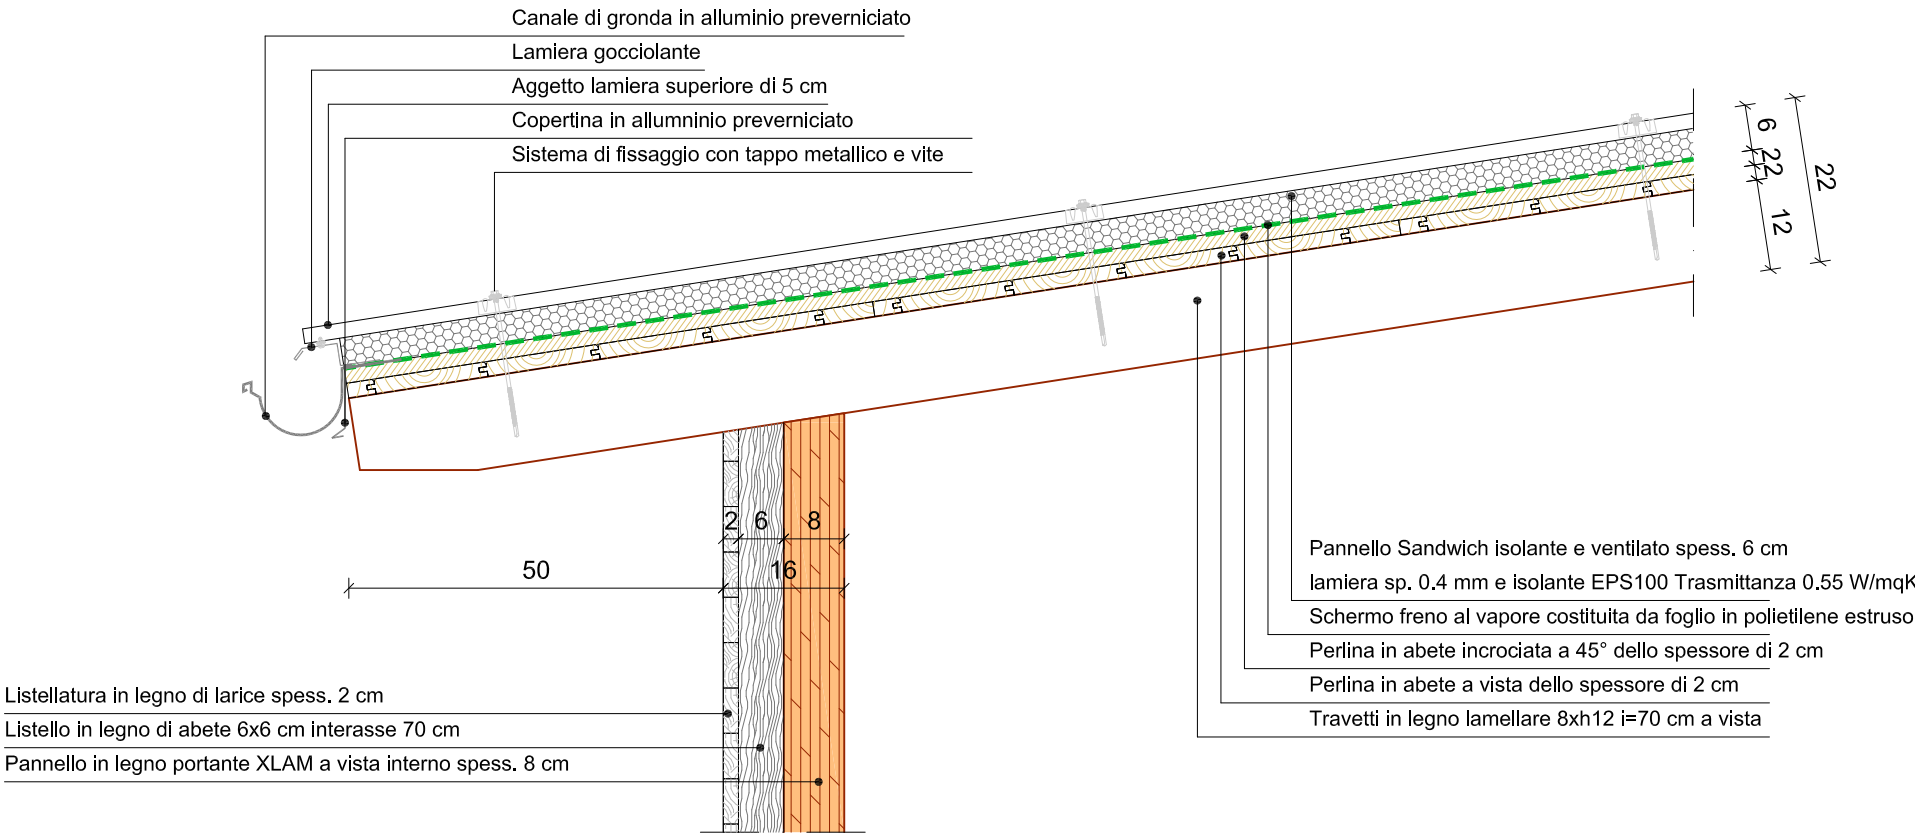 Canale di gronda in alluminio preverniciato
Lamiera gocciolante
Aggetto lamiera superiore di 5 cm
Copertina in allumninio preverniciato
Sistema di fissaggio con tappo metallico e vite
6
2
2
12
22
2
6
8
50
16
Pannello Sandwich isolante e ventilato spess. 6 cm
lamiera sp. 0.4 mm e isolante EPS100 Trasmittanza 0.55 W/mqK
Schermo freno al vapore costituita da foglio in polietilene estruso
Perlina in abete incrociata a 45° dello spessore di 2 cm
Perlina in abete a vista dello spessore di 2 cm
Travetti in legno lamellare 8xh12 i=70 cm a vista
Listellatura in legno di larice spess. 2 cm
Listello in legno di abete 6x6 cm interasse 70 cm
Pannello in legno portante XLAM a vista interno spess. 8 cm